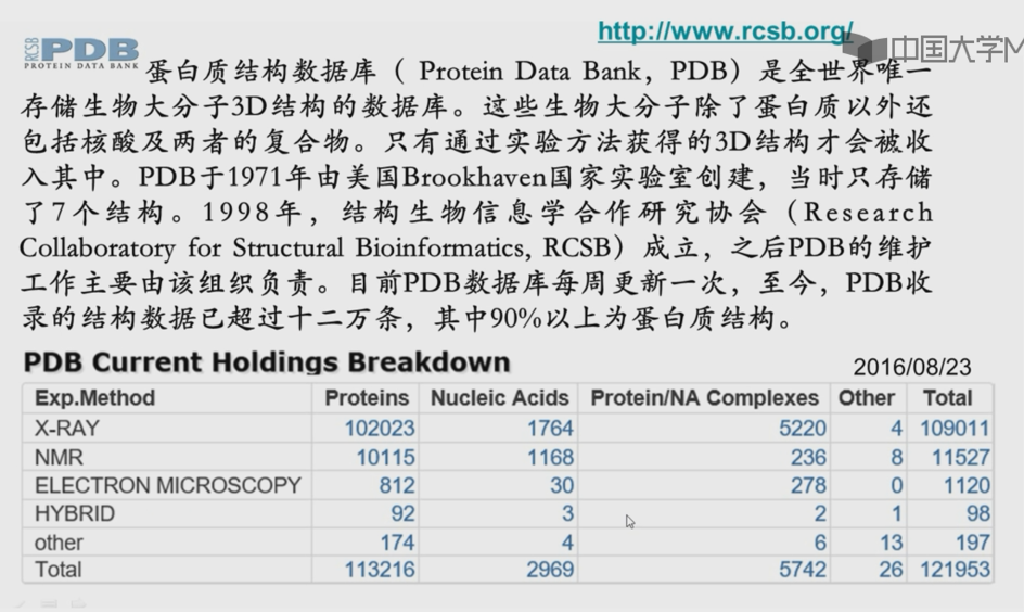 http://www.rcsb.org/
中国大学M
RCSB PDB
PROTEIN DATA BANK
蛋白质结构数据库（Protein Data Bank，PDB）是全世界唯一
存储生物大分子3D结构的数据库。这些生物大分子除了蛋白质以外还
包括核酸及两者的复合物。只有通过实验方法获得的3D结构才会被收
入其中。PDB于1971年由美国Brookhaven国家实验室创建，当时只存储
了7个结构。1998年，结构生物信息学合作研究协会（Research
Collaboratory for Structural Bioinformatics, RCSB）成立，之后PDB的维护
工作主要由该组织负责。目前PDB数据库每周更新一次，至今，PDB收
录的结构数据已超过十二万条，其中90%以上为蛋白质结构。
PDB Current Holdings Breakdown 2016/08/23
Exp.Method Proteins Nucleic Acids Protein/NA Complexes Other Total
X-RAY 102023 1764 5220 4 109011
NMR 10115 1168 236 8 11527
ELECTRON MICROSCOPY 812 30 278 0 1120
HYBRID 92 3 2 1 98
other 174 4 6 13 197
Total 113216 2969 5742 26 121953